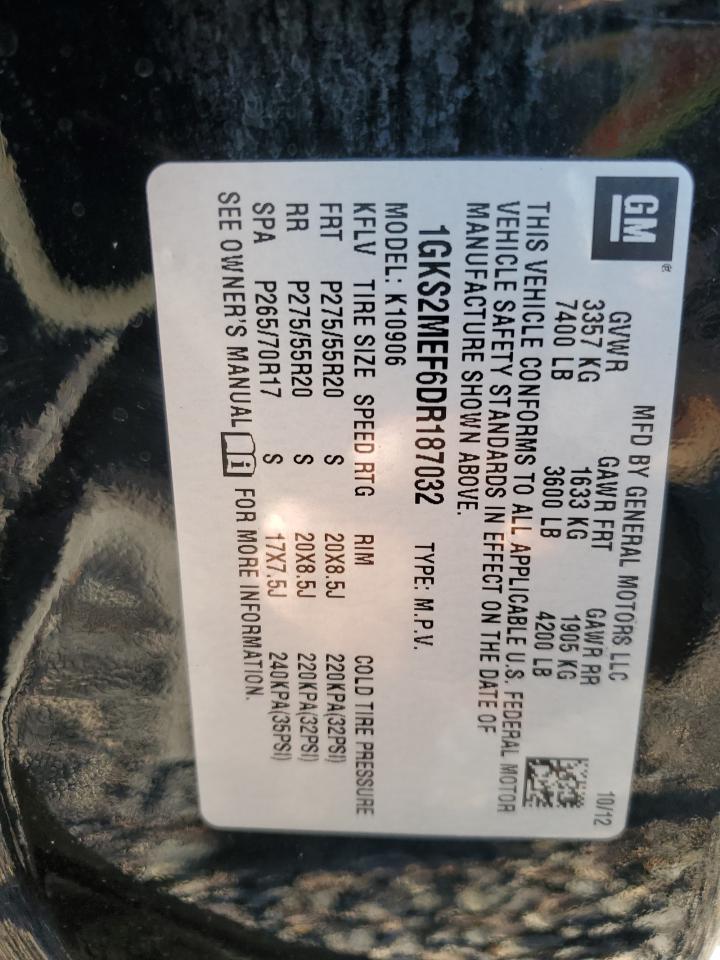 GM®
MFD BY GENERAL MOTORS LLC 10/12
GVWR GAWR FRT GAWR RR
3357 KG 1633 KG 1905 KG
7400 LB 3600 LB 4200 LB
THIS VEHICLE CONFORMS TO ALL APPLICABLE U.S. FEDERAL MOTOR
VEHICLE SAFETY STANDARDS IN EFFECT ON THE DATE OF
MANUFACTURE SHOWN ABOVE.
1GKS2MEF6DR187032 TYPE: M.P.V.
MODEL: K10906
KFLV TIRE SIZE SPEED RTG RIM COLD TIRE PRESSURE
FRT P275/55R20 S 20X8.5J 220KPA(32PSI)
RR P275/55R20 S 20X8.5J 220KPA(32PSI)
SPA P265/70R17 S 17X7.5J 240KPA(35PSI)
SEE OWNER'S MANUAL i FOR MORE INFORMATION.